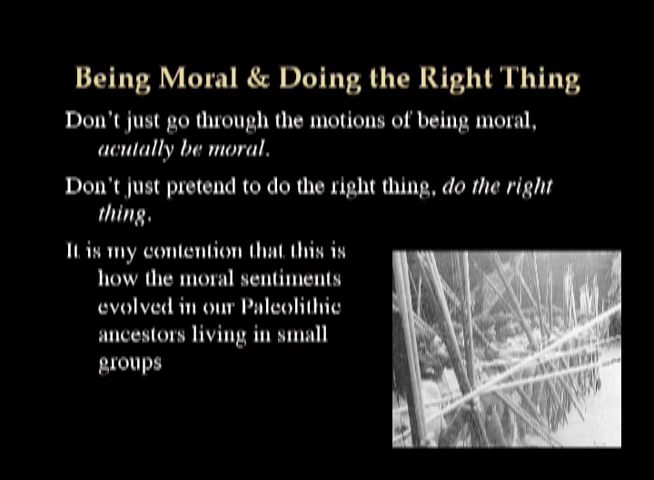 Being Moral & Doing the Right Thing
Don't just go through the motions of being moral,
acutally be moral.
Don't just pretend to do the right thing, do the right
thing.
It is my contention that this is
how the moral sentiments
evolved in our Paleolithic
ancestors living in small
groups